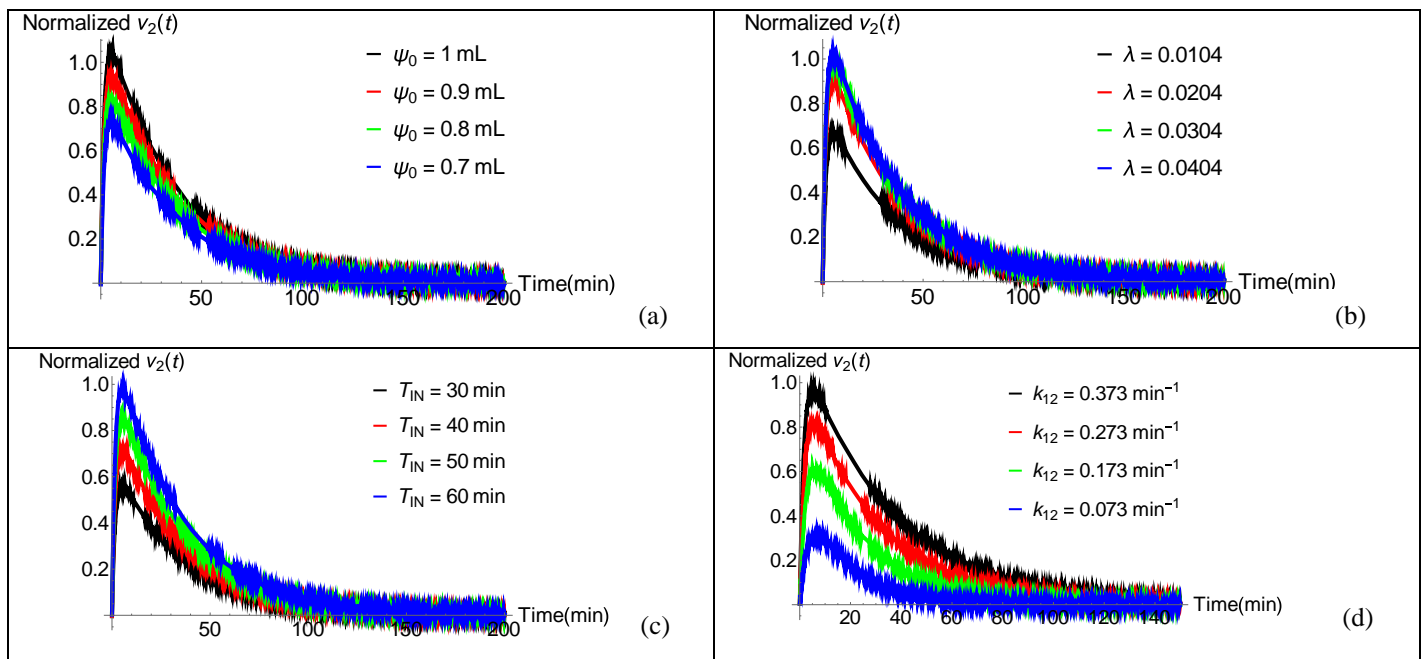 Normalized v₂(t)
1.0
0.8
0.6
0.4
0.2
50
100
150
200
Time(min)
ψ₀ = 1 mL
ψ₀ = 0.9 mL
ψ₀ = 0.8 mL
ψ₀ = 0.7 mL
(a)
Normalized v₂(t)
1.0
0.8
0.6
0.4
0.2
50
100
150
200
Time(min)
λ = 0.0104
λ = 0.0204
λ = 0.0304
λ = 0.0404
(b)
Normalized v₂(t)
1.0
0.8
0.6
0.4
0.2
50
100
150
200
Time(min)
T_IN = 30 min
T_IN = 40 min
T_IN = 50 min
T_IN = 60 min
(c)
Normalized v₂(t)
1.0
0.8
0.6
0.4
0.2
20
40
60
80
100
120
140
Time(min)
k₁₂ = 0.373 min⁻¹
k₁₂ = 0.273 min⁻¹
k₁₂ = 0.173 min⁻¹
k₁₂ = 0.073 min⁻¹
(d)